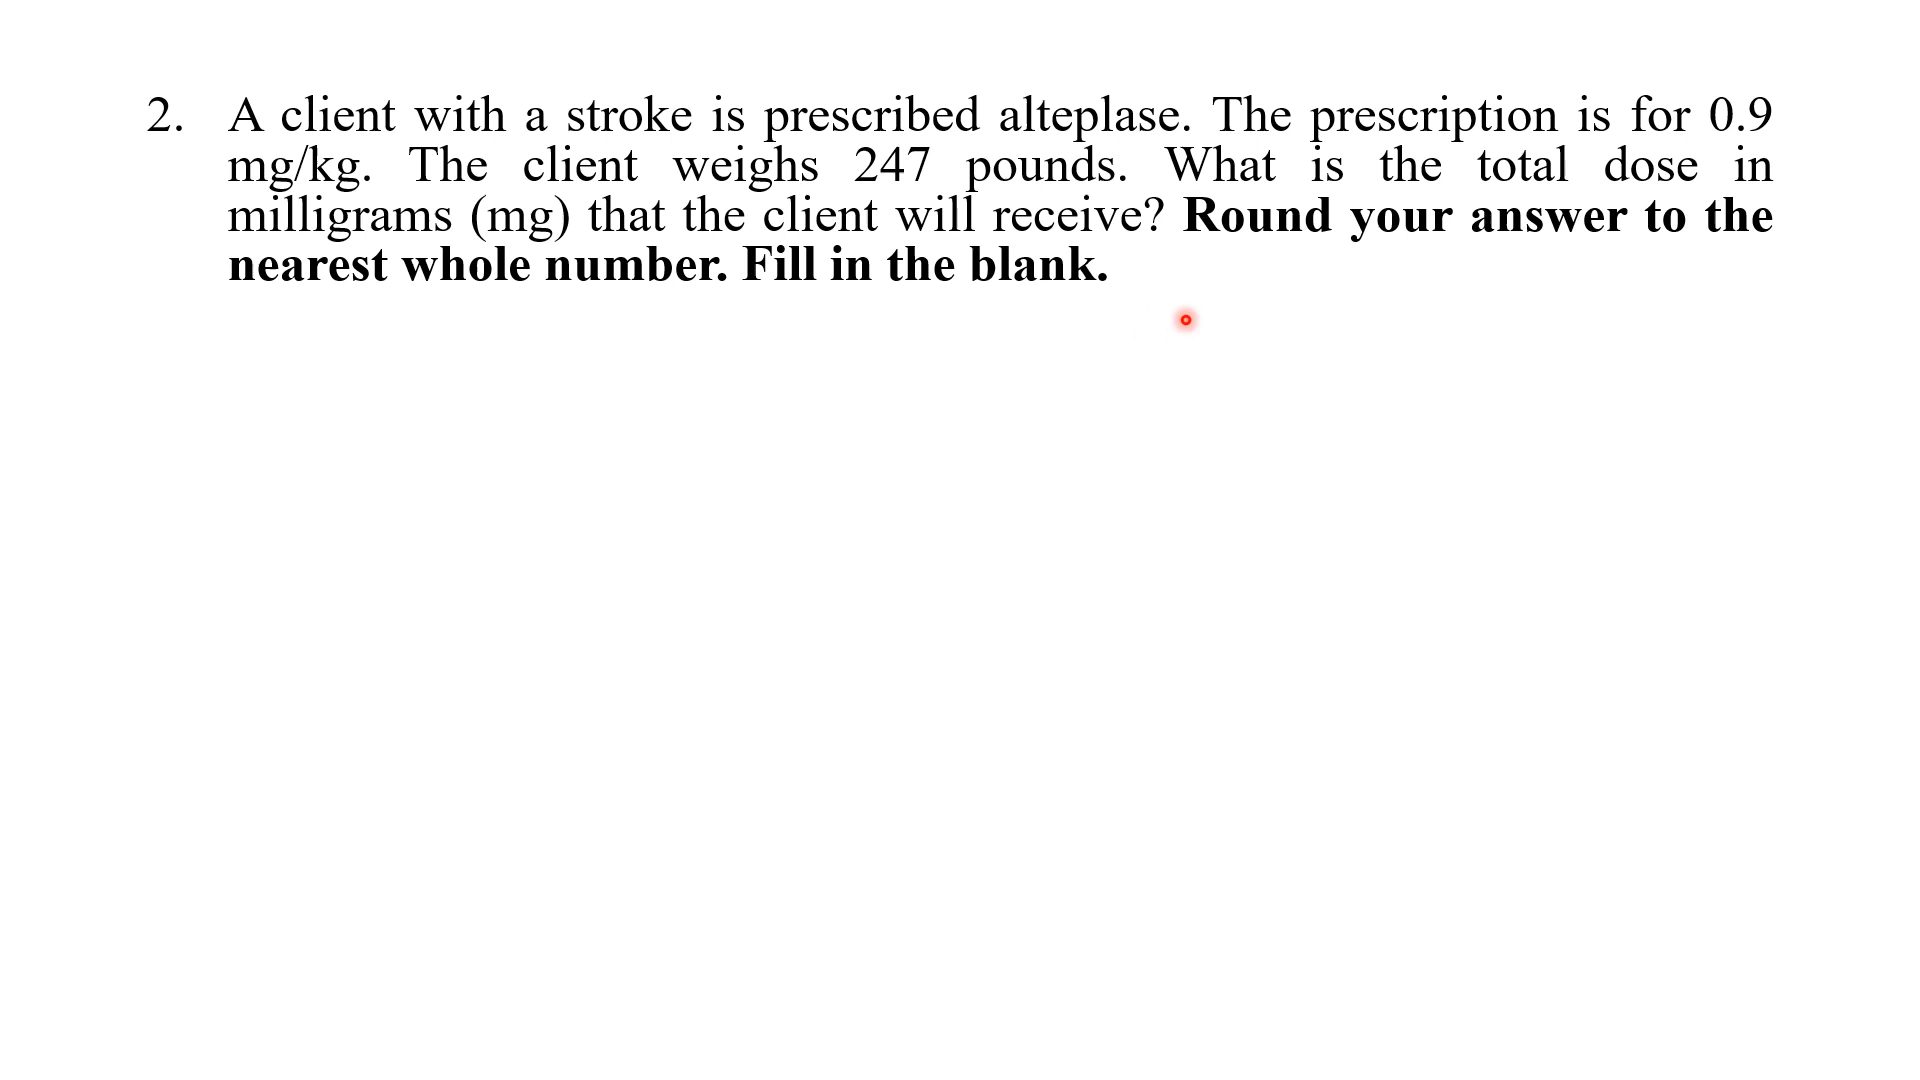 2. A client with a stroke is prescribed alteplase. The prescription is for 0.9
mg/kg. The client weighs 247 pounds. What is the total dose in
milligrams (mg) that the client will receive? Round your answer to the
nearest whole number. Fill in the blank.